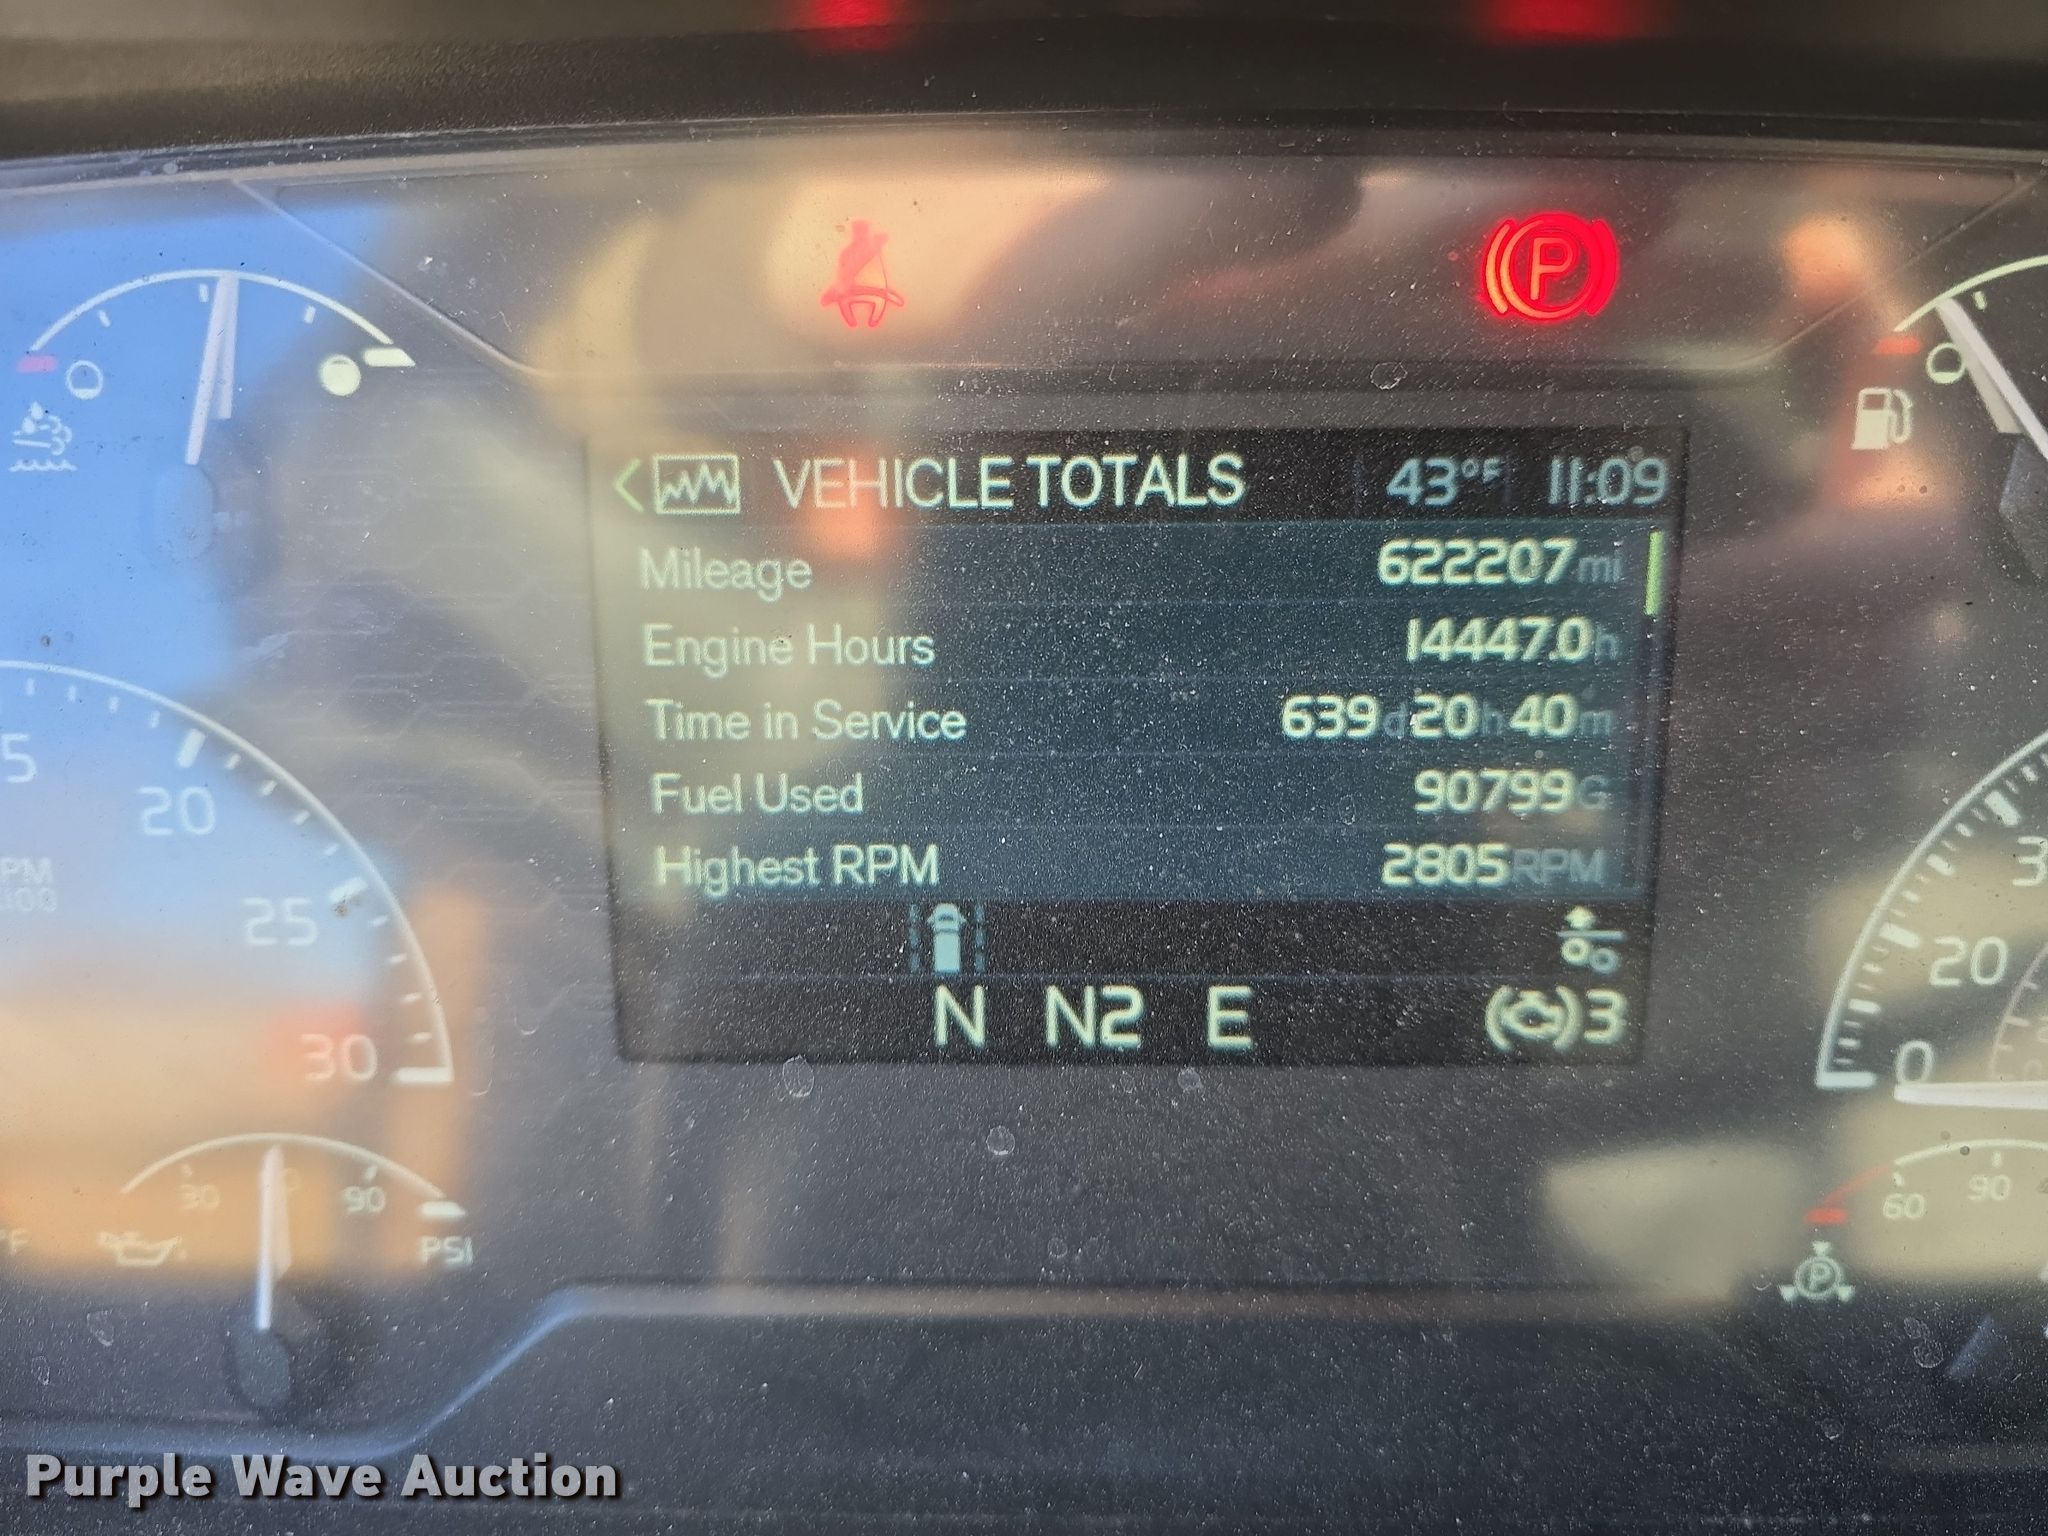 VEHICLE TOTALS 43°F 11:09
Mileage 622207 mi
Engine Hours 14447.0 h
Time in Service 639 d 20 h 40 m
Fuel Used 90799 G
Highest RPM 2805 RPM
5
20
25
30
20
0
N N2 E 3
30 90
PSI
°F
60 90
P
P
Purple Wave Auction